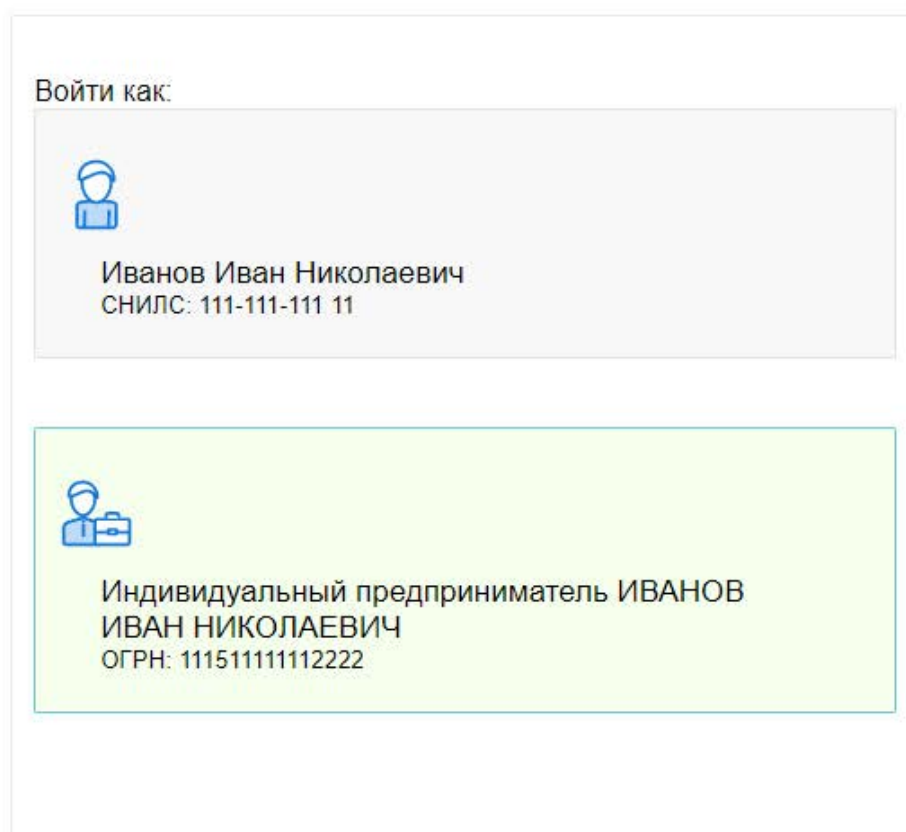 Войти как:
Иванов Иван Николаевич
СНИЛС: 111-111-111 11
Индивидуальный предприниматель ИВАНОВ
ИВАН НИКОЛАЕВИЧ
ОГРН: 111511111112222